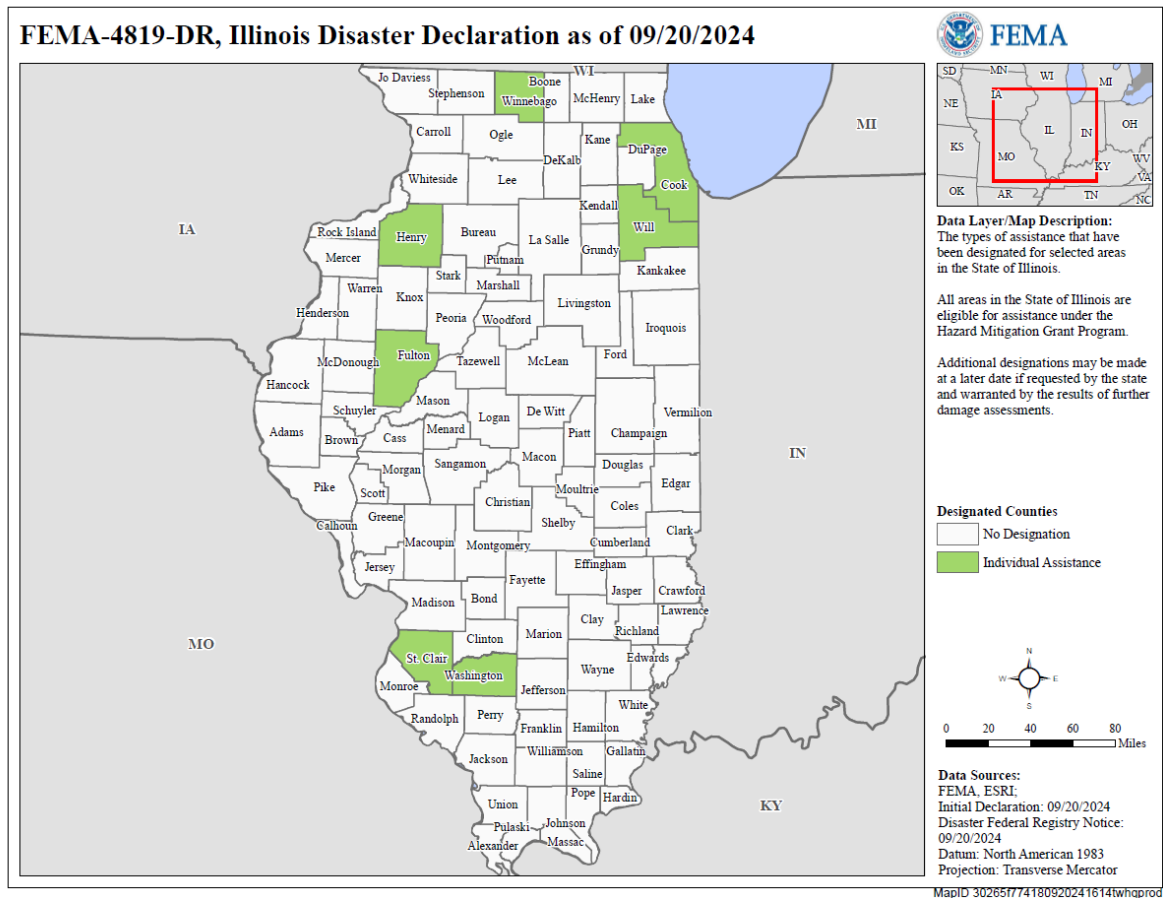 FEMA-4819-DR, Illinois Disaster Declaration as of 09/20/2024
FEMA
WI
Jo Daviess
Stephenson
Boone
Winnebago
McHenry
Lake
MI
Carroll
Ogle
Kane
DuPage
DeKalb
Whiteside
Lee
Cook
Kendall
IA
Rock Island
Henry
Bureau
La Salle
Will
Grundy
Mercer
Putnam
Kankakee
Stark
Marshall
Warren
Knox
Livingston
Henderson
Peoria
Woodford
Iroquois
McDonough
Fulton
Tazewell
McLean
Ford
Hancock
Mason
Schuyler
Logan
De Witt
Vermilion
Adams
Brown
Cass
Menard
Piatt
Champaign
Macon
IN
Morgan
Sangamon
Douglas
Pike
Scott
Moultrie
Edgar
Christian
Coles
Greene
Calhoun
Shelby
Clark
Macoupin
Montgomery
Cumberland
Jersey
Effingham
Fayette
Jasper
Crawford
Madison
Bond
Lawrence
Clay
Richland
MO
Clinton
Marion
St. Clair
Washington
Edwards
Wayne
Monroe
Jefferson
Randolph
Perry
White
Franklin
Hamilton
Jackson
Williamson
Gallatin
Saline
Union
Pope
Hardin
KY
Pulaski
Johnson
Alexander
Massac
SD
MN
WI
MI
IA
NE
IL
IN
OH
KS
MO
KY
WV
VA
OK
AR
TN
NC
Data Layer/Map Description:
The types of assistance that have
been designated for selected areas
in the State of Illinois.
All areas in the State of Illinois are
eligible for assistance under the
Hazard Mitigation Grant Program.
Additional designations may be made
at a later date if requested by the state
and warranted by the results of further
damage assessments.
Designated Counties
No Designation
Individual Assistance
N
W
E
S
0 20 40 60 80
Miles
Data Sources:
FEMA, ESRI;
Initial Declaration: 09/20/2024
Disaster Federal Registry Notice:
09/20/2024
Datum: North American 1983
Projection: Transverse Mercator
MapID 30265f774180920241614twhqprod